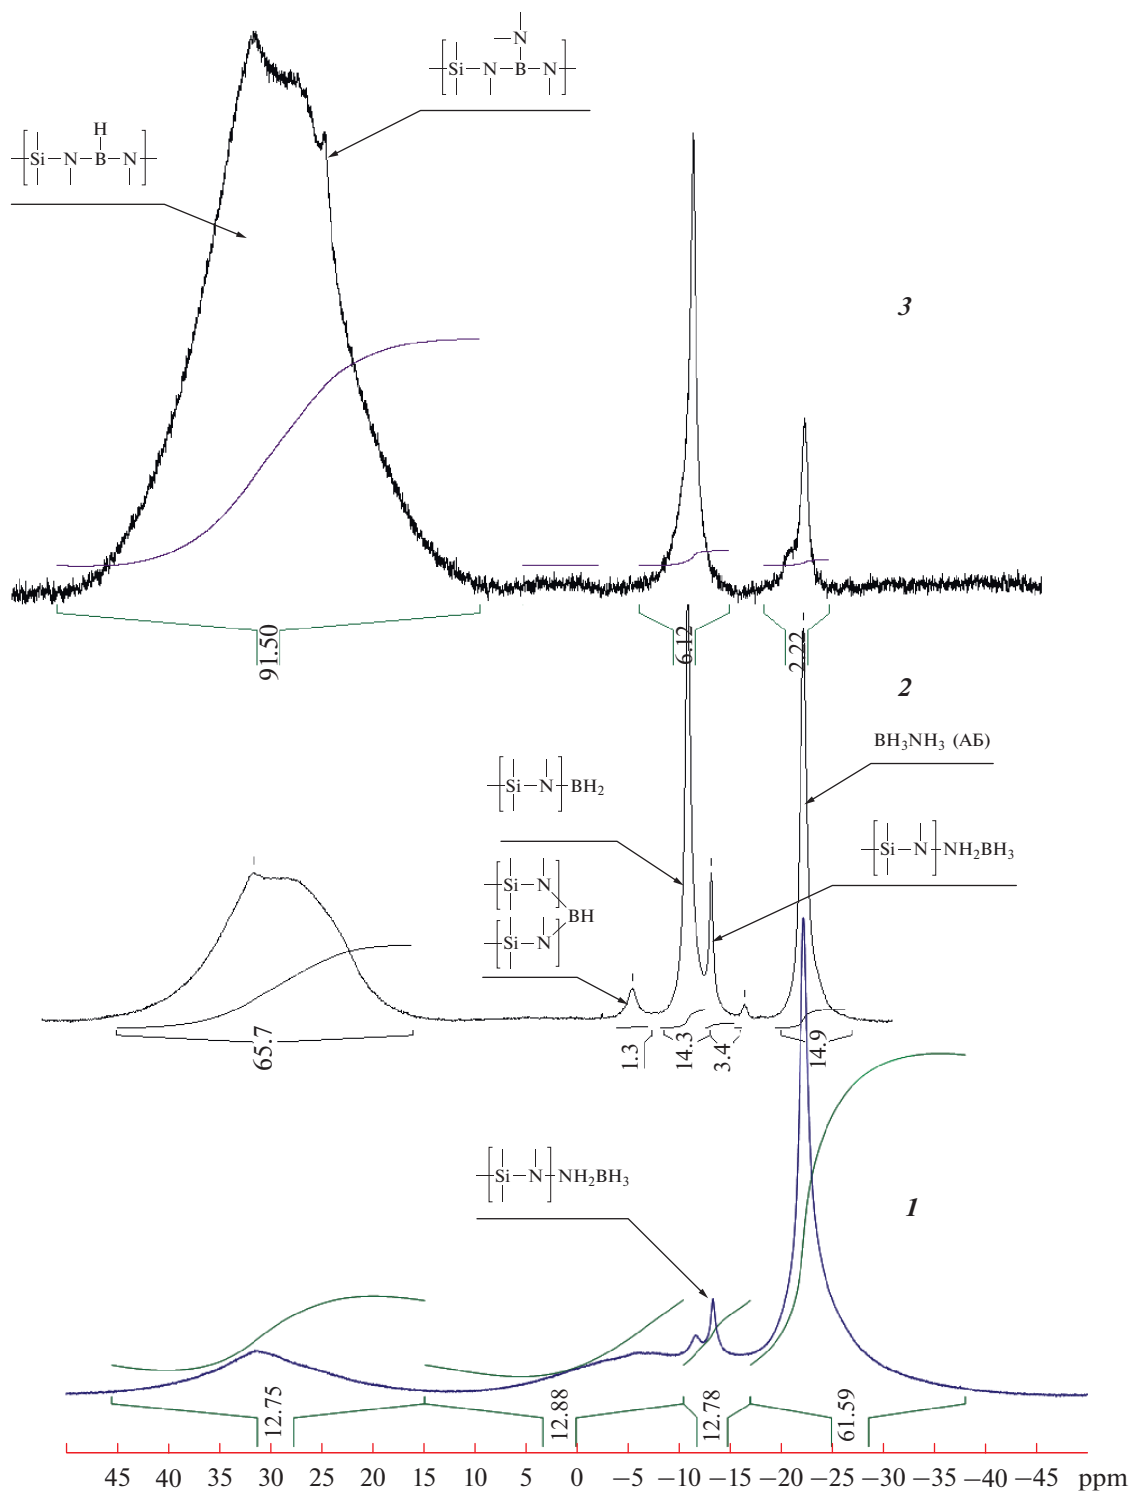 H
Si N B N
N
Si N B N
3
91.50
6.12
2.22
2
BH₃NH₃ (АБ)
Si N BH₂
Si N NH₂BH₃
Si N
BH
Si N
65.7
1.3
14.3
3.4
14.9
Si N NH₂BH₃
1
12.75
12.88
12.78
61.59
45 40 35 30 25 20 15 10 5 0 −5 −10 −15 −20 −25 −30 −35 −40 −45 ppm